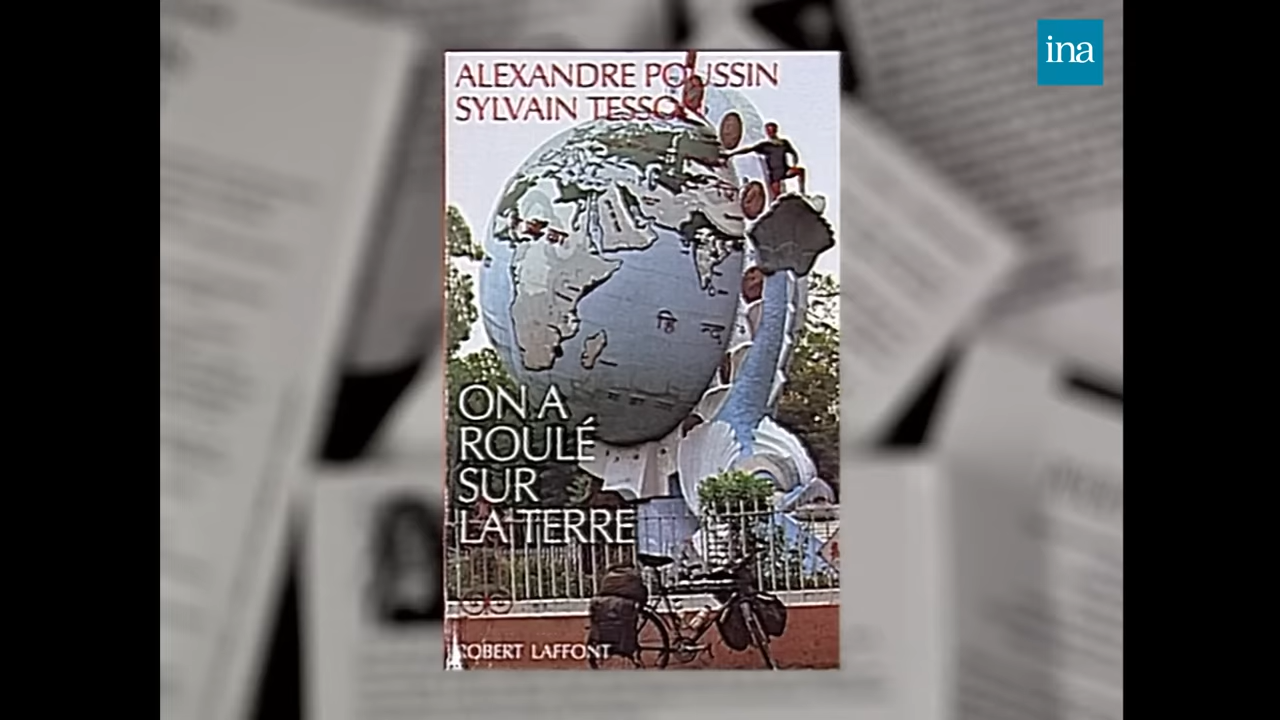 ina
ALEXANDRE POUSSIN
SYLVAIN TESSON
हि न्द
ON A
ROULÉ
SUR
LA TERRE
ROBERT LAFFONT